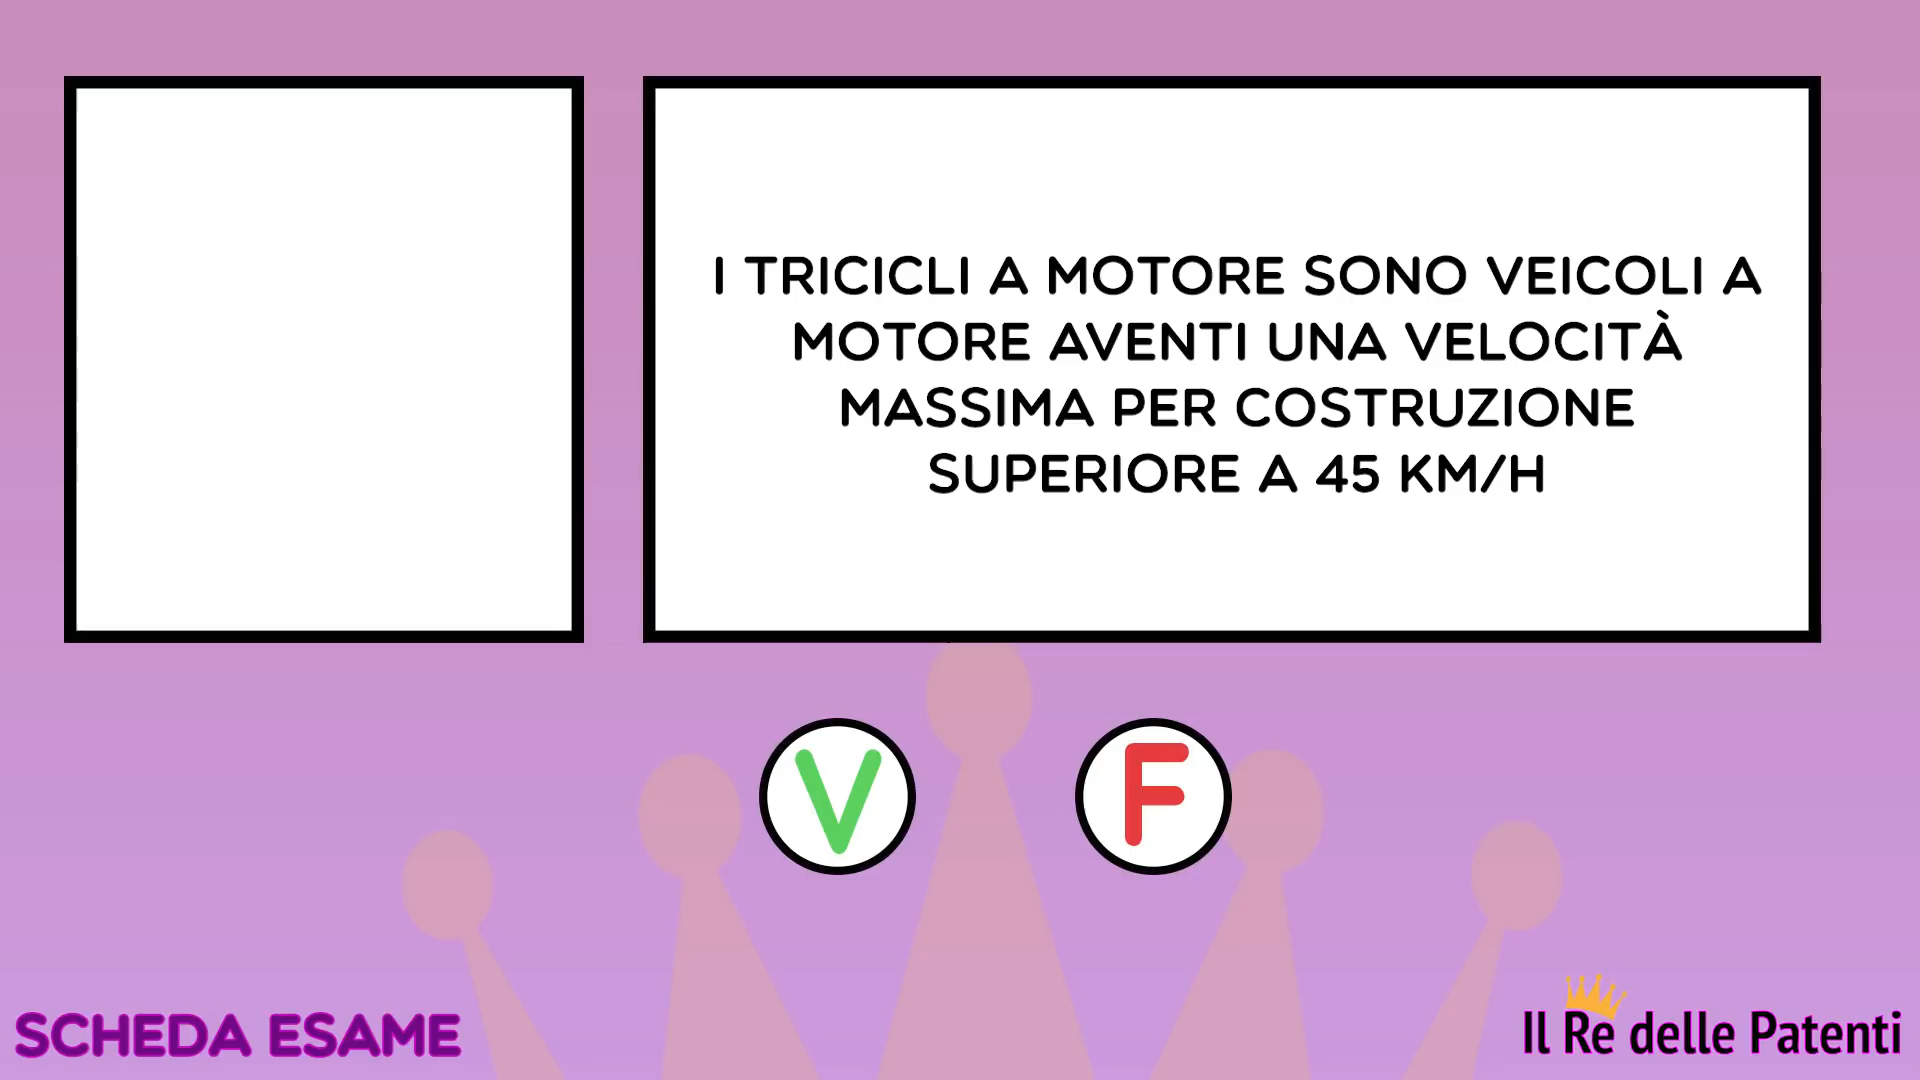 I TRICICLI A MOTORE SONO VEICOLI A
MOTORE AVENTI UNA VELOCITÀ
MASSIMA PER COSTRUZIONE
SUPERIORE A 45 KM/H
V
F
SCHEDA ESAME
Il Re delle Patenti